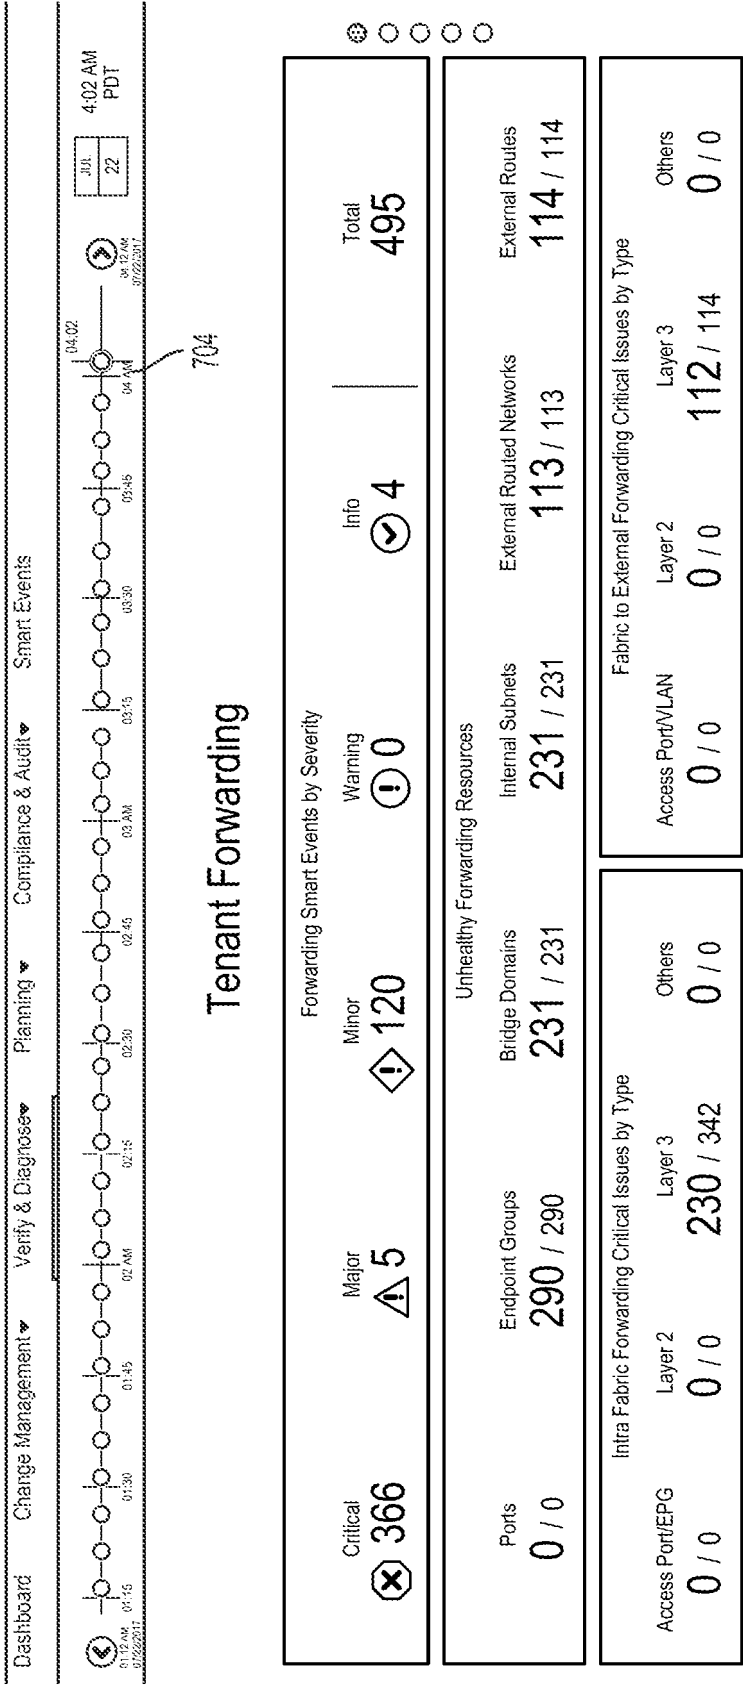 Dashboard
Change Management
Verify & Diagnose
Planning
Compliance & Audit
Smart Events
01:12 AM
07/22/2017
01:15
01:30
01:45
02 AM
02:15
02:30
02:45
03 AM
03:15
03:30
03:45
04 AM
04:02
04:12 AM
07/22/2017
JUL
22
4:02 AM
PDT
704
Tenant Forwarding
Forwarding Smart Events by Severity
Critical
366
Major
5
Minor
120
Warning
0
Info
4
Total
495
Unhealthy Forwarding Resources
Ports
0 / 0
Endpoint Groups
290 / 290
Bridge Domains
231 / 231
Internal Subnets
231 / 231
External Routed Networks
113 / 113
External Routes
114 / 114
Intra Fabric Forwarding Critical Issues by Type
Access Port/EPG
0 / 0
Layer 2
0 / 0
Layer 3
230 / 342
Others
0 / 0
Fabric to External Forwarding Critical Issues by Type
Access Port/VLAN
0 / 0
Layer 2
0 / 0
Layer 3
112 / 114
Others
0 / 0